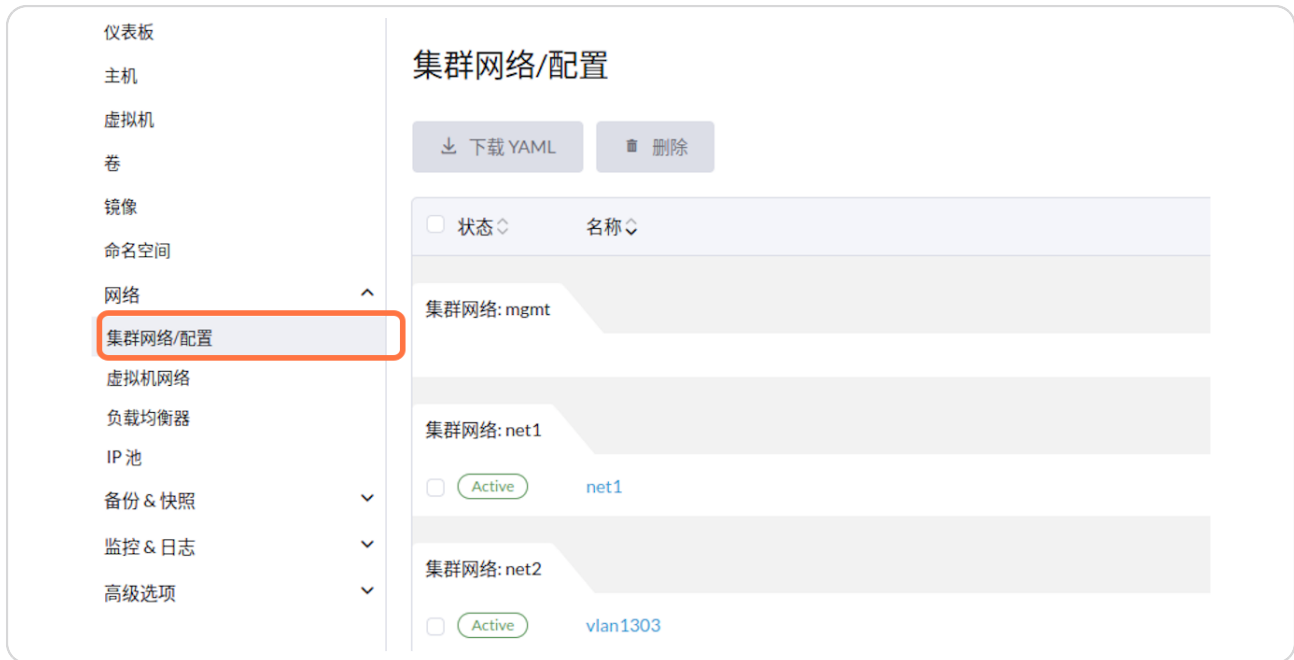 仪表板
主机
虚拟机
卷
镜像
命名空间
网络
集群网络/配置
虚拟机网络
负载均衡器
IP 池
备份 & 快照
监控 & 日志
高级选项
集群网络/配置
下载 YAML 删除
状态 名称
集群网络: mgmt
集群网络: net1
Active net1
集群网络: net2
Active vlan1303